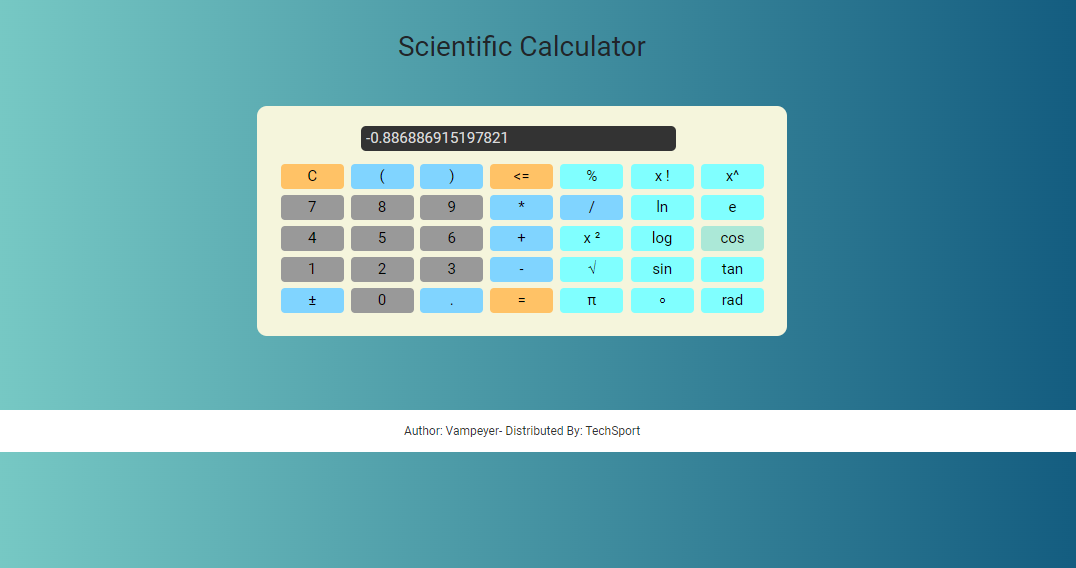 Scientific Calculator
-0.886886915197821
C ( ) <= % x ! x^
7 8 9 * / ln e
4 5 6 + x ² log cos
1 2 3 - √ sin tan
± 0 . = π ∘ rad
Author: Vampeyer- Distributed By: TechSport